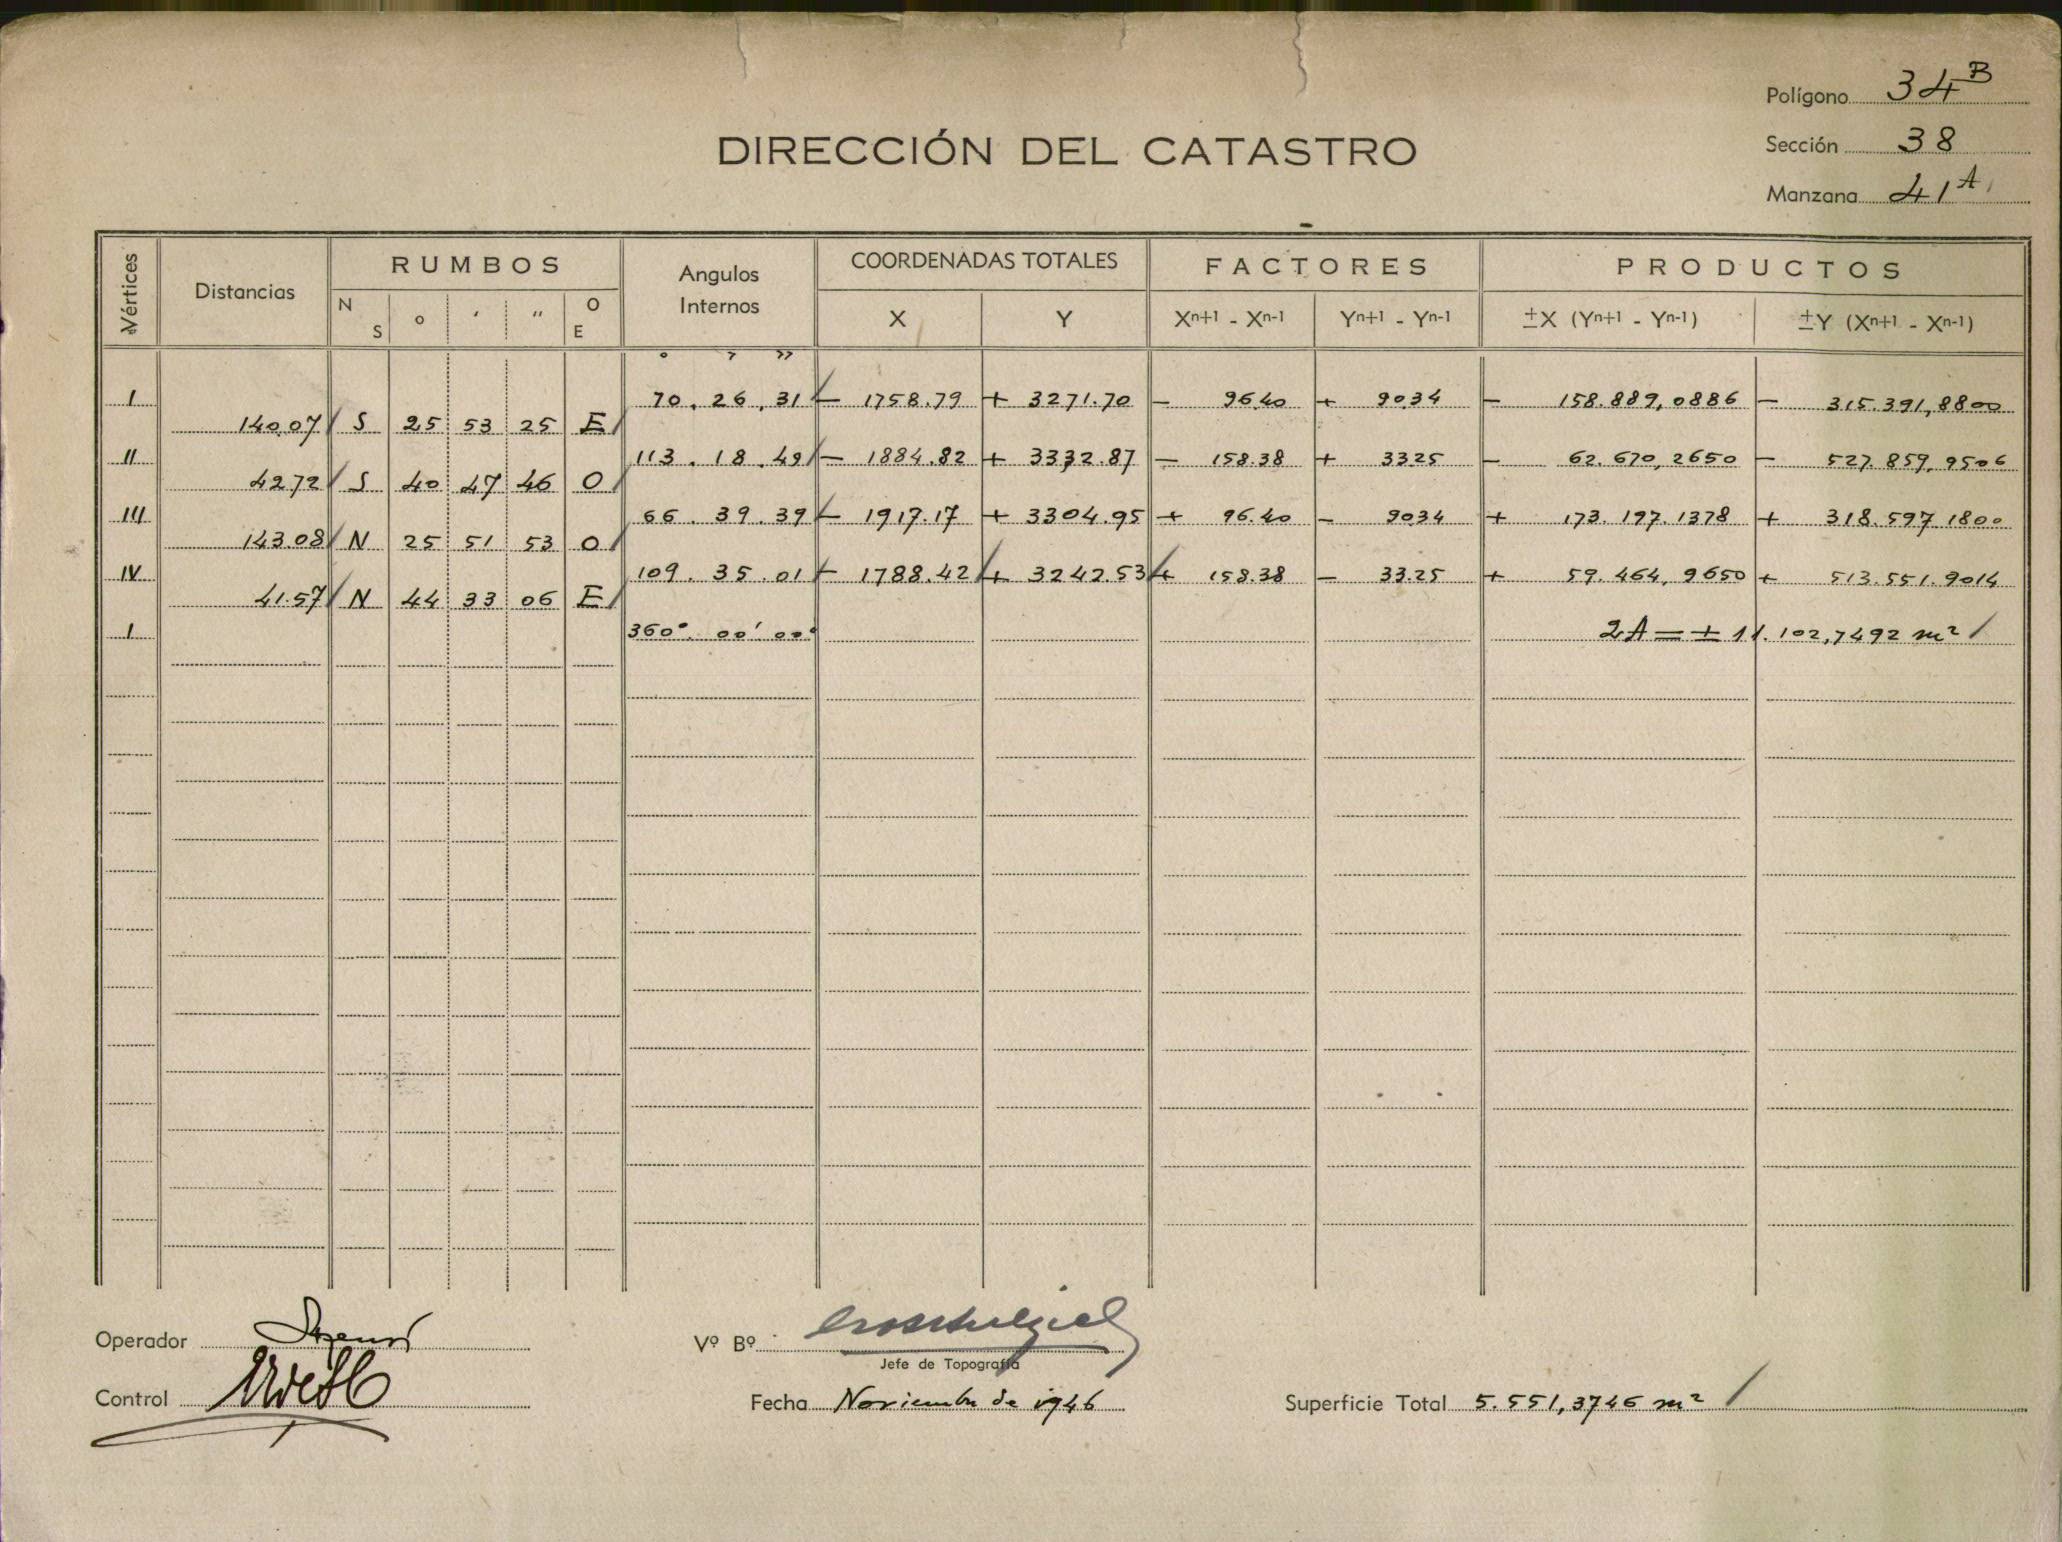 Polígono 34 B
Sección 38
Manzana 41 A
DIRECCIÓN DEL CATASTRO
Vértices Distancias RUMBOS Angulos Internos COORDENADAS TOTALES FACTORES PRODUCTOS
N S o ' '' O E X Y Xn+1 - Xn-1 Yn+1 - Yn-1 ±X (Yn+1 - Yn-1) ±Y (Xn+1 - Xn-1)
° ' ''
I 70. 26. 31 - 1758.79 + 3271.70 - 96.40 + 90.34 - 158.889,0886 - 315.391,8800
140.07 S 25 53 25 E
II 113. 18. 49 - 1884.82 + 3332.87 - 158.38 + 33.25 - 62.670,2650 - 527.859,9506
42.72 S 40 47 46 O
III 66. 39. 39 - 1917.17 + 3304.95 + 96.40 - 90.34 + 173.197.1378 + 318.597.1800
143.08 N 25 51 53 O
IV 109. 35. 01 - 1788.42 + 3242.53 + 158.38 - 33.25 + 59.464,9650 + 513.551.9014
41.57 N 44 33 06 E
I 360°. 00' 00" 2A = ± 11.102,7492 m²
Operador
Vº Bº
Jefe de Topografía
Control
Fecha Noviembre de 1946
Superficie Total 5.551,3746 m²